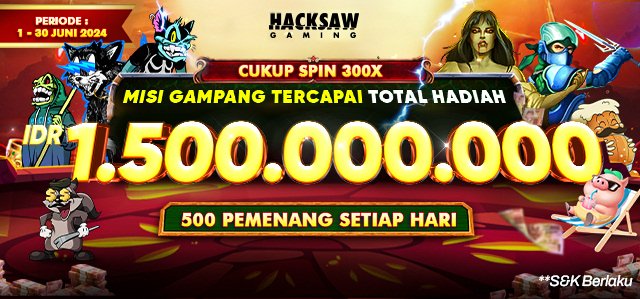 PERIODE :
1 - 30 JUNI 2024
HACKSAW
GAMING
CUKUP SPIN 300X
MISI GAMPANG TERCAPAI TOTAL HADIAH
IDR
1.500.000.000
500 PEMENANG SETIAP HARI
**S&K Berlaku